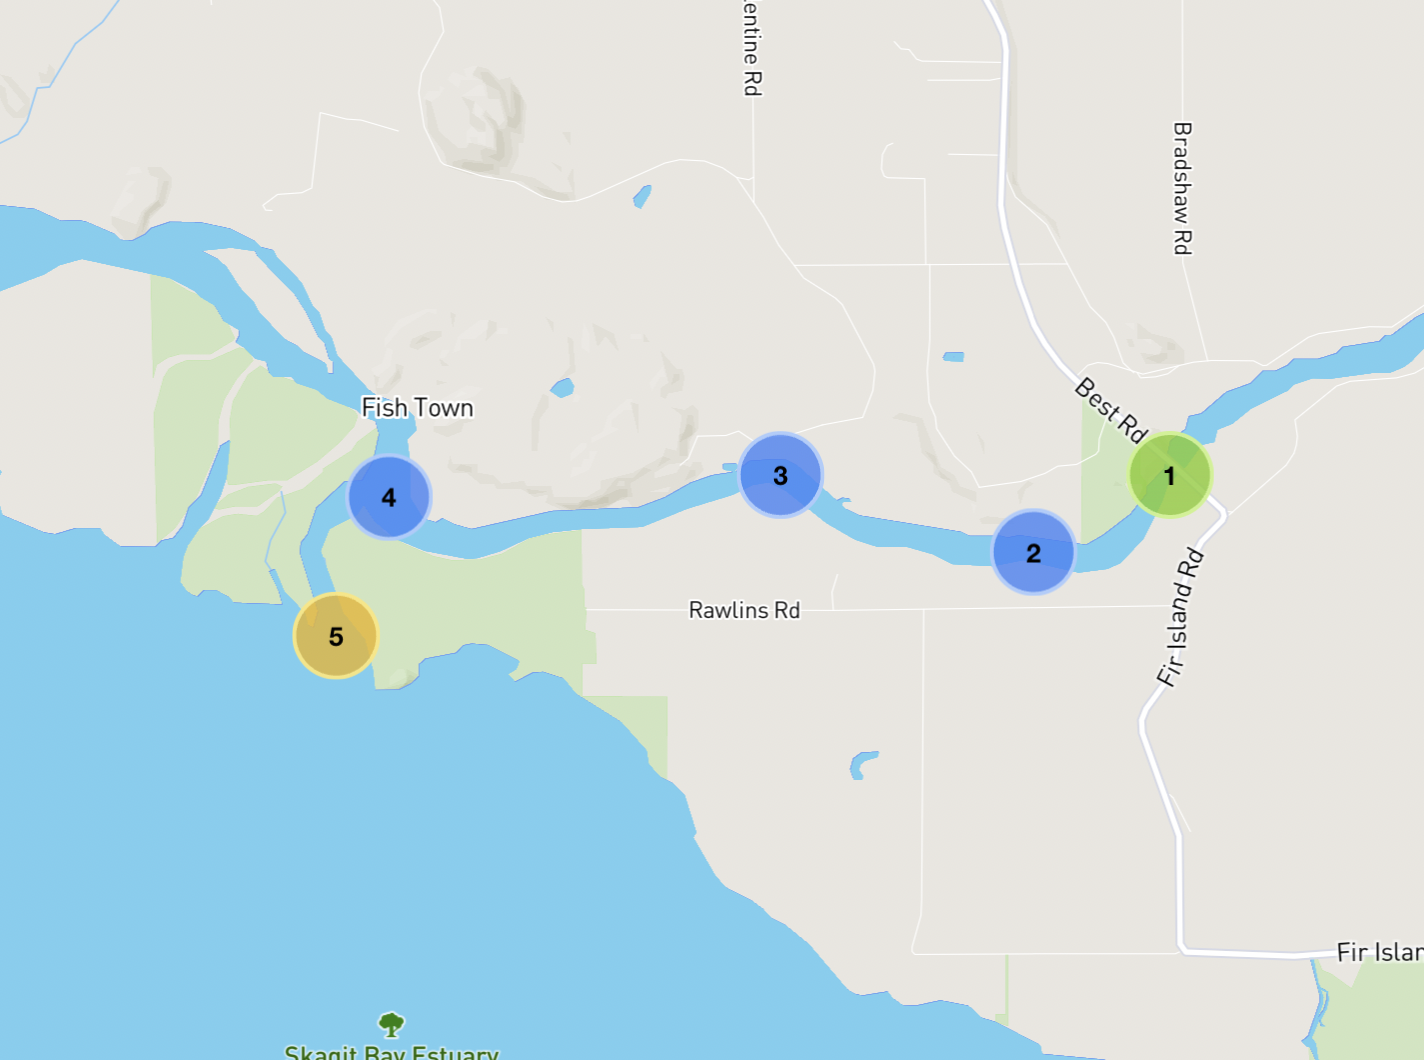 entine Rd
Bradshaw Rd
Best Rd
Fish Town
3
1
4
2
Rawlins Rd
Fir Island Rd
5
Fir Islan
Skagit Bay Estuary